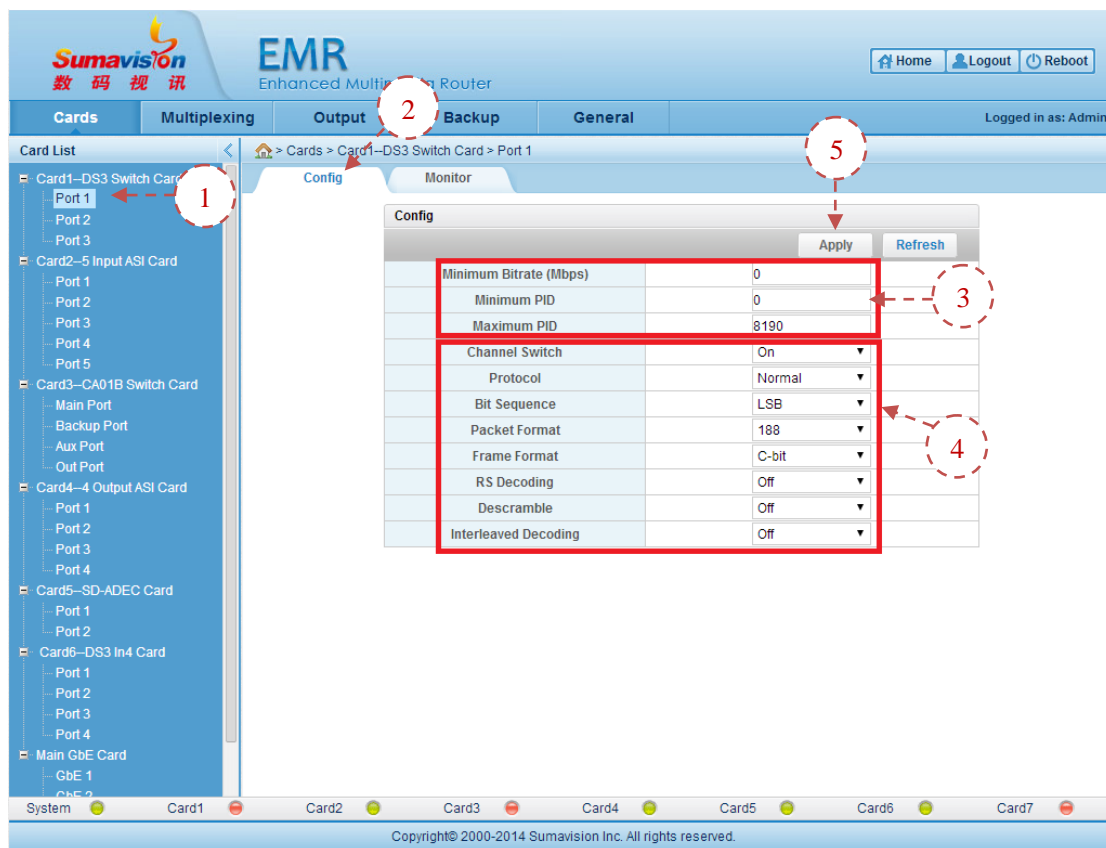 Sumavision
数 码 视 讯
EMR
Enhanced Multimedia Router
Home
Logout
Reboot
Cards Multiplexing Output Backup General
Logged in as: Admin
Card List
> Cards > Card1--DS3 Switch Card > Port 1
Config Monitor
Card1--DS3 Switch Card
Port 1
Port 2
Port 3
Card2--5 Input ASI Card
Port 1
Port 2
Port 3
Port 4
Port 5
Card3--CA01B Switch Card
Main Port
Backup Port
Aux Port
Out Port
Card4--4 Output ASI Card
Port 1
Port 2
Port 3
Port 4
Card5--SD-ADEC Card
Port 1
Port 2
Card6--DS3 In4 Card
Port 1
Port 2
Port 3
Port 4
Main GbE Card
GbE 1
GbE 2
Config
Apply Refresh
Minimum Bitrate (Mbps) 0
Minimum PID 0
Maximum PID 8190
Channel Switch On
Protocol Normal
Bit Sequence LSB
Packet Format 188
Frame Format C-bit
RS Decoding Off
Descramble Off
Interleaved Decoding Off
1
2
3
4
5
System Card1 Card2 Card3 Card4 Card5 Card6 Card7
Copyright© 2000-2014 Sumavision Inc. All rights reserved.